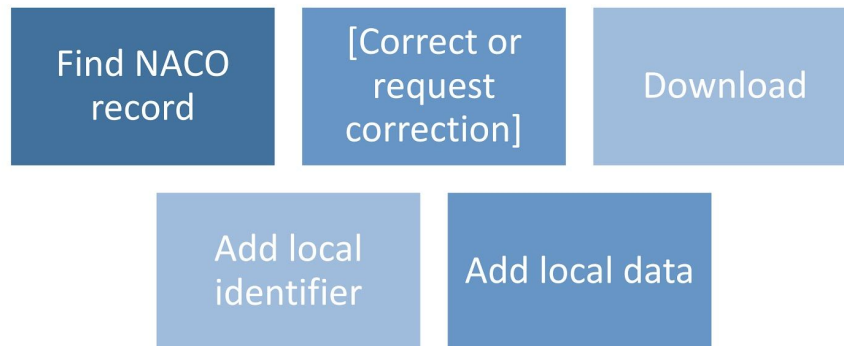 Find NACO
record
[Correct or
request
correction]
Download
Add local
identifier
Add local data